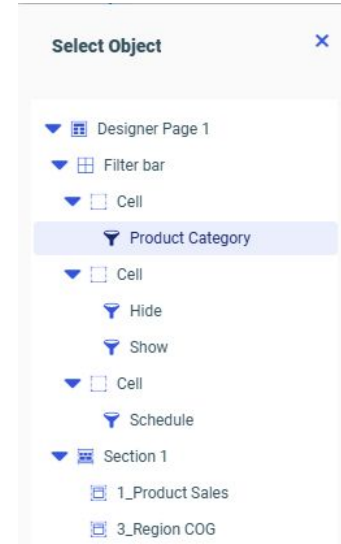 Select Object
Designer Page 1
Filter bar
Cell
Product Category
Cell
Hide
Show
Cell
Schedule
Section 1
1_Product Sales
3_Region COG